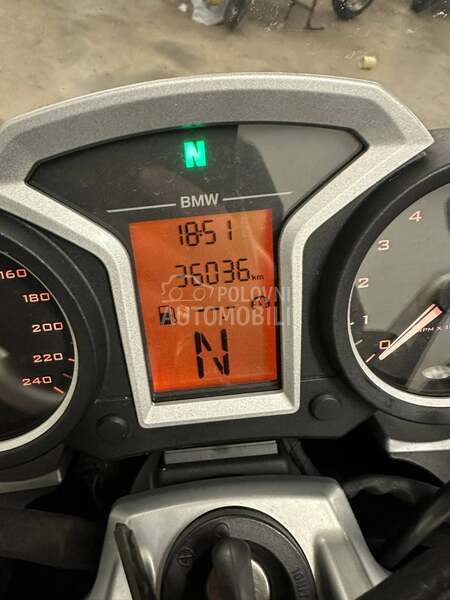 N
BMW
18:51
36036 km
POLOVNI
AUTOMOBILI
N
160
180
200
220
240
4
3
2
1
0